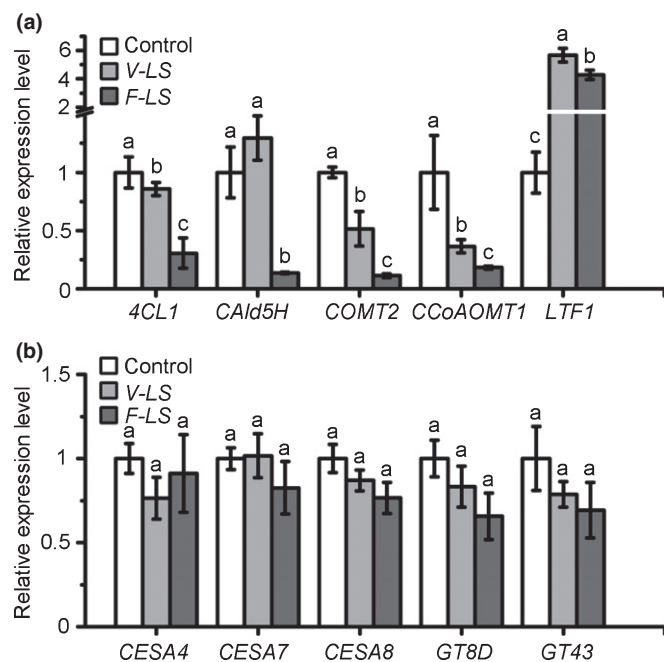 (a)
Control
V-LS
F-LS
Relative expression level
6
4
2
1
0.5
0
a b c
a a b
a b c
a b c
c a b
4CL1 CAld5H COMT2 CCoAOMT1 LTF1
(b)
Control
V-LS
F-LS
Relative expression level
1.5
1
0.5
0
a a a
a a a
a a a
a a a
a a a
CESA4 CESA7 CESA8 GT8D GT43